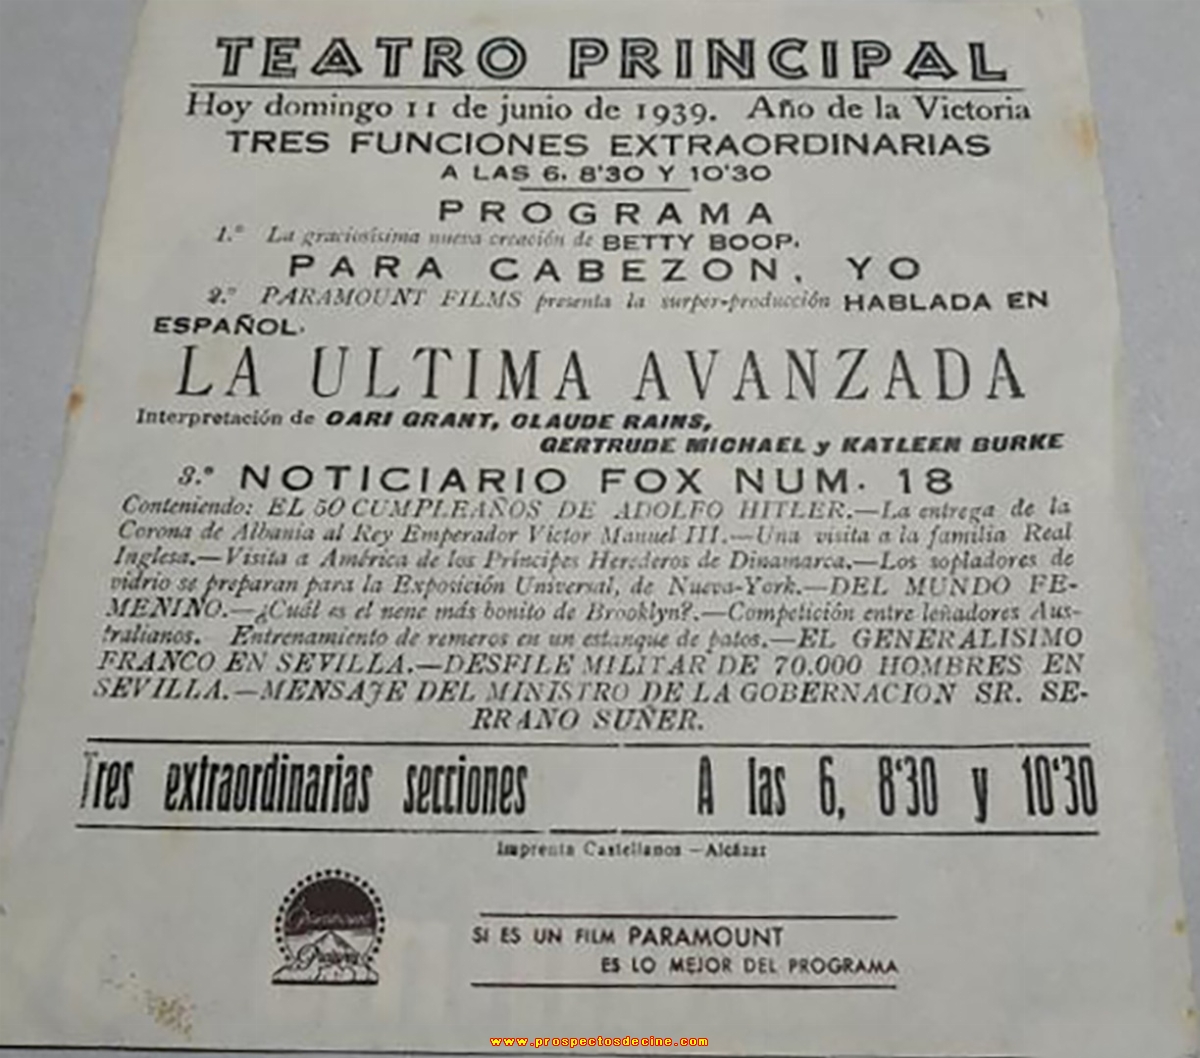 TEATRO PRINCIPAL
Hoy domingo 11 de junio de 1939. Año de la Victoria
TRES FUNCIONES EXTRAORDINARIAS
A LAS 6, 8'30 Y 10'30
PROGRAMA
1.º La graciosísima nueva creación de BETTY BOOP.
PARA CABEZON, YO
2.º PARAMOUNT FILMS presenta la surper-producción HABLADA EN
ESPAÑOL.
LA ULTIMA AVANZADA
Interpretación de CARI GRANT, CLAUDE RAINS,
GERTRUDE MICHAEL y KATLEEN BURKE
3.º NOTICIARIO FOX NUM. 18
Conteniendo: EL 50 CUMPLEAÑOS DE ADOLFO HITLER.—La entrega de la
Corona de Albania al Rey Emperador Víctor Manuel III.—Una visita a la familia Real
Inglesa.—Visita a América de los Príncipes Herederos de Dinamarca.—Los sopladores de
vidrio se preparan para la Exposición Universal, de Nueva-York.—DEL MUNDO FE-
MENINO.—¿Cuál es el nene más bonito de Brooklyn?.—Competición entre leñadores Aus-
tralianos. Entrenamiento de remeros en un estanque de patos.—EL GENERALISIMO
FRANCO EN SEVILLA.—DESFILE MILITAR DE 70.000 HOMBRES EN
SEVILLA.—MENSAJE DEL MINISTRO DE LA GOBERNACION SR. SE-
RRANO SUÑER.
Tres extraordinarias secciones A las 6, 8'30 y 10'30
Imprenta Castellanos — Alcázar
Paramount
Pictures
SI ES UN FILM PARAMOUNT
ES LO MEJOR DEL PROGRAMA
www.prospectosdecine.com